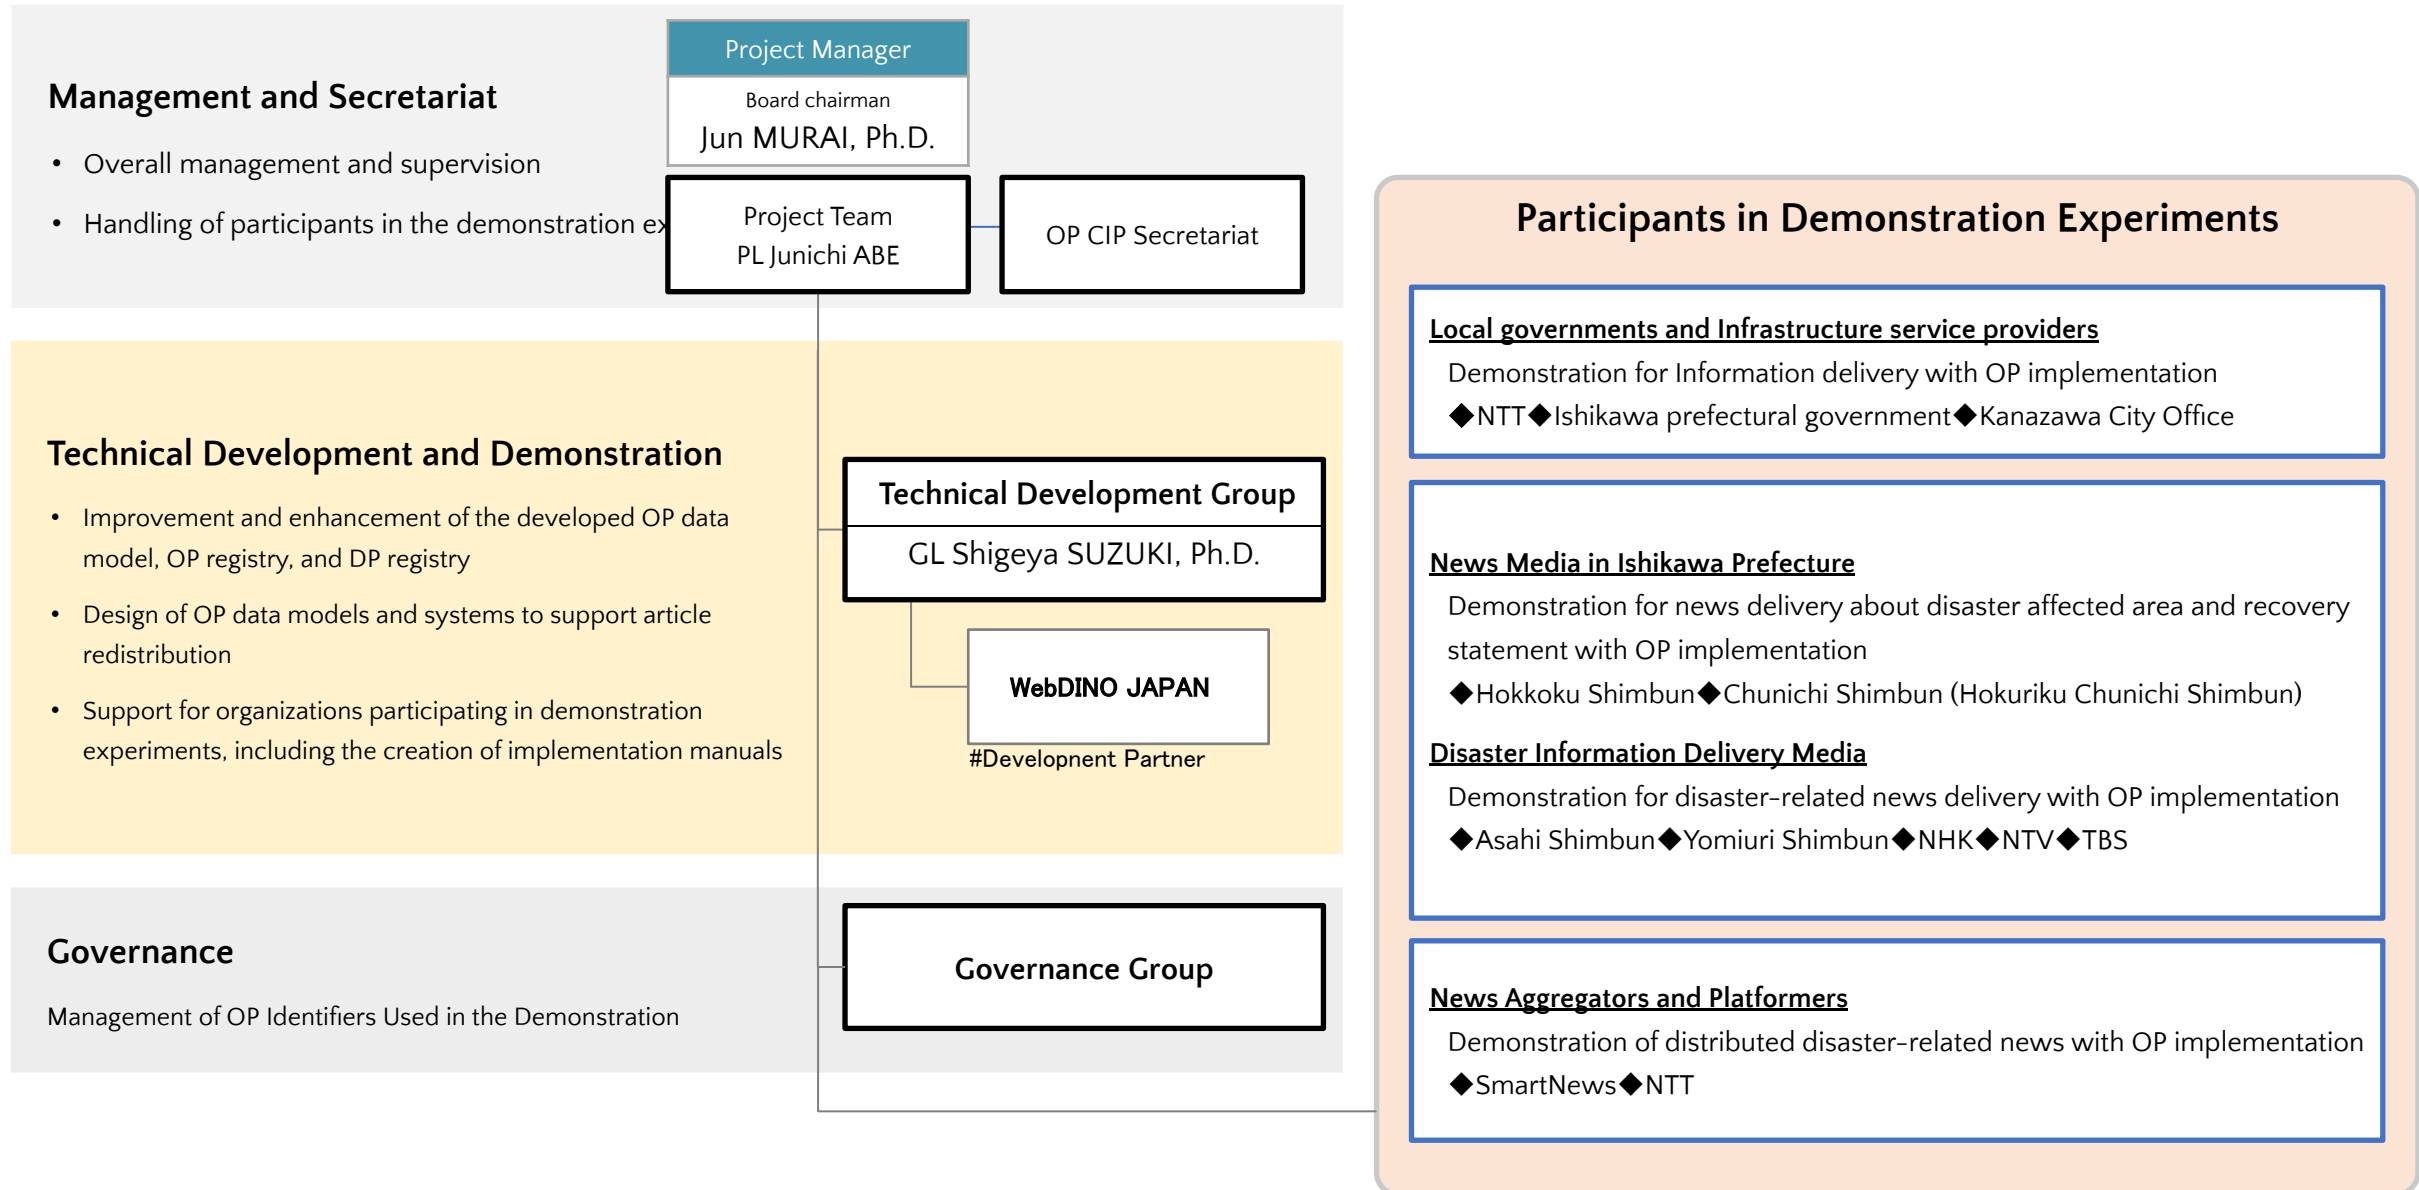 Project Manager
Board chairman
Jun MURAI, Ph.D.
Management and Secretariat
• Overall management and supervision
• Handling of participants in the demonstration
Project Team
PL Junichi ABE
OP CIP Secretariat
Technical Development and Demonstration
• Improvement and enhancement of the developed OP data
model, OP registry, and DP registry
• Design of OP data models and systems to support article
redistribution
• Support for organizations participating in demonstration
experiments, including the creation of implementation manuals
Technical Development Group
GL Shigeya SUZUKI, Ph.D.
WebDINO JAPAN
#Developnent Partner
Governance
Management of OP Identifiers Used in the Demonstration
Governance Group
Participants in Demonstration Experiments
Local governments and Infrastructure service providers
Demonstration for Information delivery with OP implementation
◆NTT◆Ishikawa prefectural government◆Kanazawa City Office
News Media in Ishikawa Prefecture
Demonstration for news delivery about disaster affected area and recovery
statement with OP implementation
◆Hokkoku Shimbun◆Chunichi Shimbun (Hokuriku Chunichi Shimbun)
Disaster Information Delivery Media
Demonstration for disaster-related news delivery with OP implementation
◆Asahi Shimbun◆Yomiuri Shimbun◆NHK◆NTV◆TBS
News Aggregators and Platformers
Demonstration of distributed disaster-related news with OP implementation
◆SmartNews◆NTT